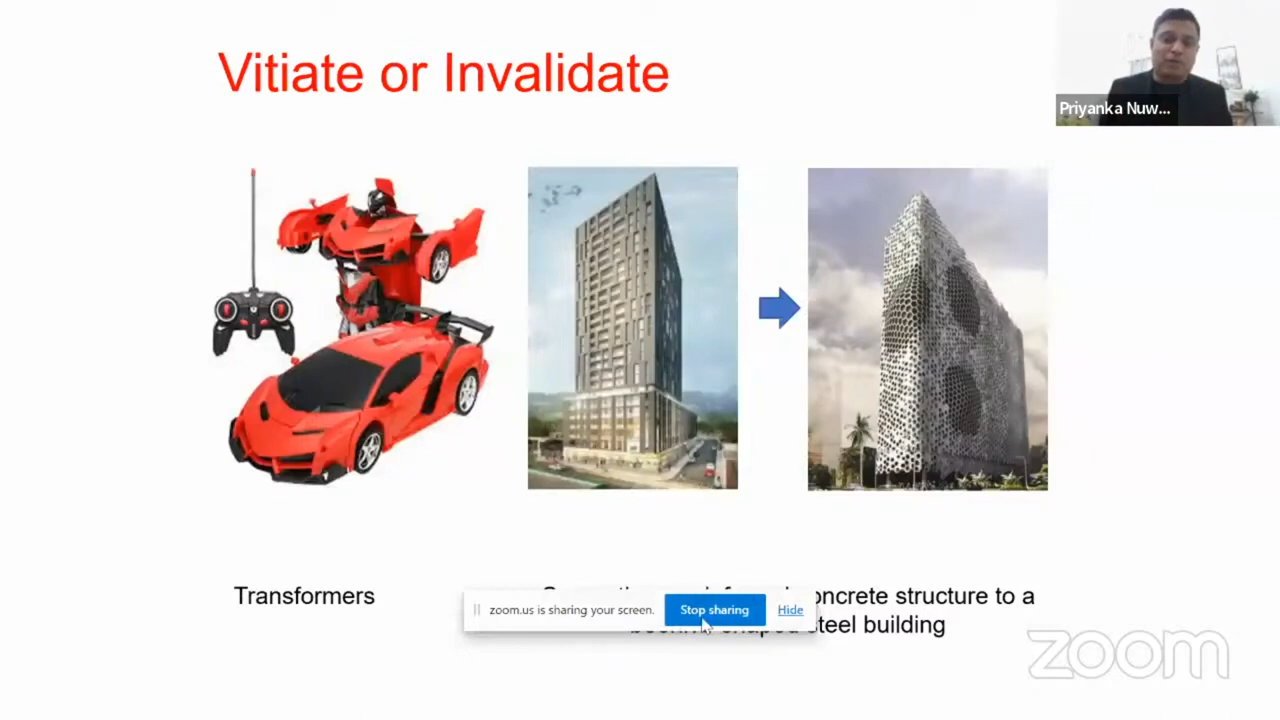 Vitiate or Invalidate
Priyanka Nuw...
Transformers
concrete structure to a
shaped steel building
zoom.us is sharing your screen.
Stop sharing
Hide
zoom